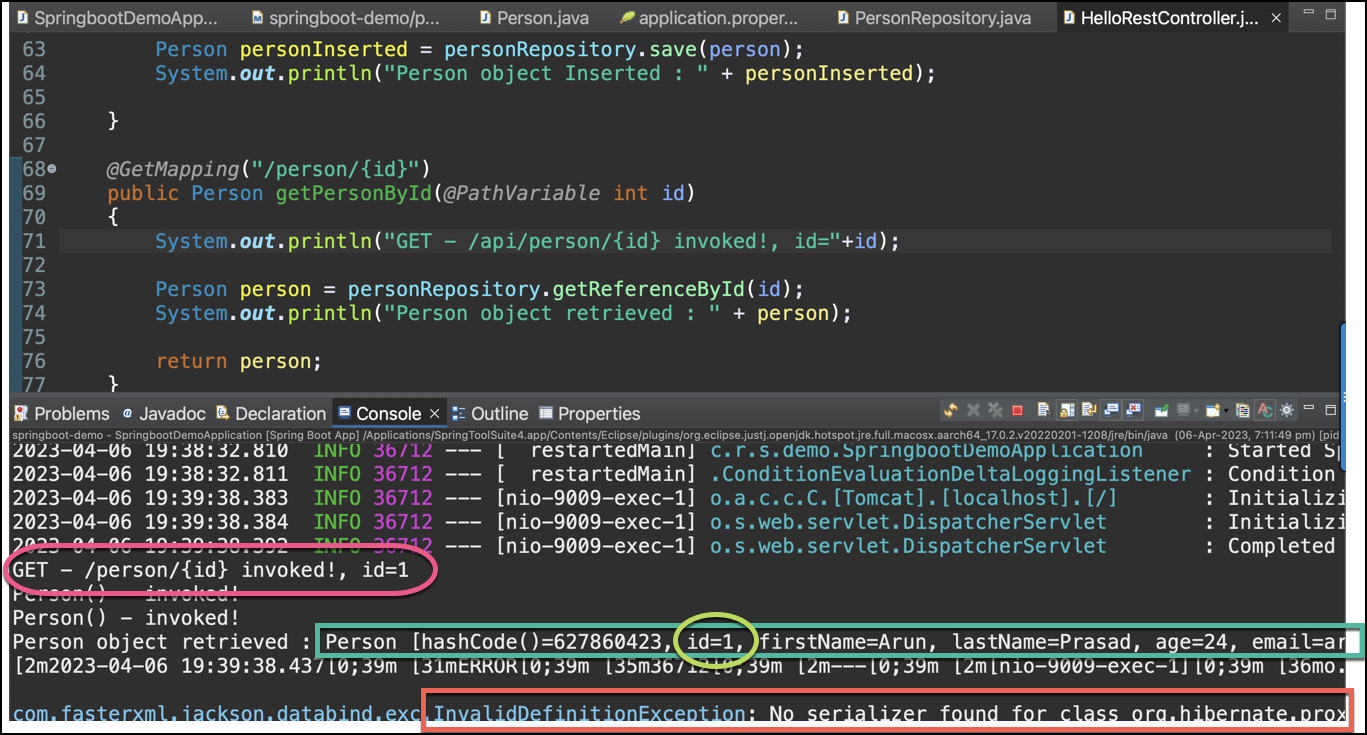 SpringbootDemoApp... springboot-demo/p... Person.java application.proper... PersonRepository.java HelloRestController.j...
63 Person personInserted = personRepository.save(person);
64 System.out.println("Person object Inserted : " + personInserted);
65
66 }
67
68 @GetMapping("/person/{id}")
69 public Person getPersonById(@PathVariable int id)
70 {
71 System.out.println("GET - /api/person/{id} invoked!, id="+id);
72
73 Person person = personRepository.getReferenceById(id);
74 System.out.println("Person object retrieved : " + person);
75
76 return person;
77 }
Problems @ Javadoc Declaration Console Outline Properties
springboot-demo - SpringbootDemoApplication [Spring Boot App] /Applications/SpringToolSuite4.app/Contents/Eclipse/plugins/org.eclipse.justj.openjdk.hotspot.jre.full.macosx.aarch64_17.0.2.v20220201-1208/jre/bin/java (06-Apr-2023, 7:11:49 pm) [pid
2023-04-06 19:38:32.810 INFO 36712 --- [ restartedMain] c.r.s.demo.SpringbootDemoApplication : Started Sp
2023-04-06 19:38:32.811 INFO 36712 --- [ restartedMain] .ConditionEvaluationDeltaLoggingListener : Condition
2023-04-06 19:39:38.383 INFO 36712 --- [nio-9009-exec-1] o.a.c.c.C.[Tomcat].[localhost].[/] : Initializi
2023-04-06 19:39:38.384 INFO 36712 --- [nio-9009-exec-1] o.s.web.servlet.DispatcherServlet : Initializi
2023-04-06 19:39:38.392 INFO 36712 --- [nio-9009-exec-1] o.s.web.servlet.DispatcherServlet : Completed
GET - /person/{id} invoked!, id=1
Person() - invoked!
Person() - invoked!
Person object retrieved : Person [hashCode()=627860423, id=1, firstName=Arun, lastName=Prasad, age=24, email=ar
[2m2023-04-06 19:39:38.437[0;39m [31mERROR[0;39m [35m36712[0;39m [2m---[0;39m [2m[nio-9009-exec-1][0;39m [36mo.
com.fasterxml.jackson.databind.exc.InvalidDefinitionException: No serializer found for class org.hibernate.prox